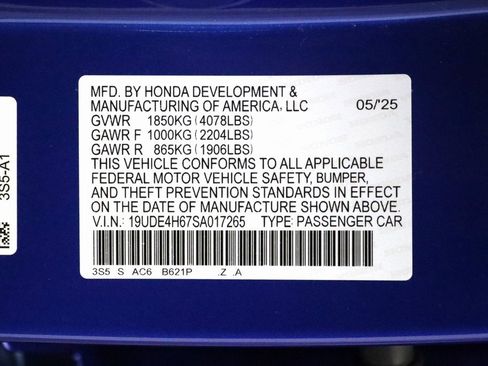 MFD. BY HONDA DEVELOPMENT &
MANUFACTURING OF AMERICA, LLC 05/'25
GVWR 1850KG (4078LBS)
GAWR F 1000KG (2204LBS)
GAWR R 865KG (1906LBS)
THIS VEHICLE CONFORMS TO ALL APPLICABLE
FEDERAL MOTOR VEHICLE SAFETY, BUMPER,
AND THEFT PREVENTION STANDARDS IN EFFECT
ON THE DATE OF MANUFACTURE SHOWN ABOVE.
V.I.N.: 19UDE4H67SA017265 TYPE: PASSENGER CAR
3S5 S AC6 B621P .Z .A
3S5-A1